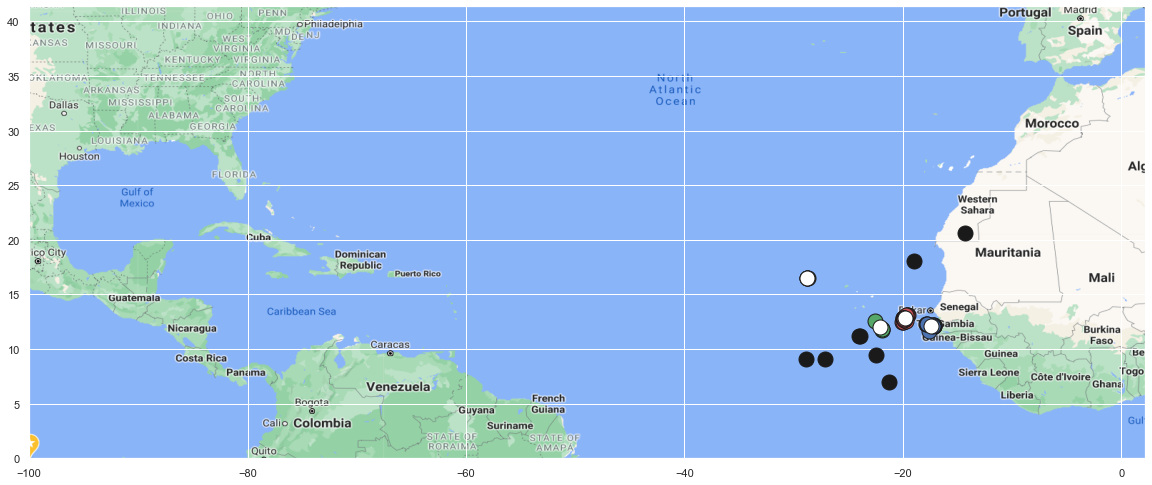 40
35
30
25
20
15
10
5
0
−100
−80
−60
−40
−20
0
ILLINOIS
OHIO
PENN
INDIANA
tates
MISSOURI
WEST
VIRGINIA
MD
DE
NJ
Philadelphia
KENTUCKY
VIRGINIA
OKLAHOMA
TENNESSEE
NORTH
CAROLINA
ARKANSAS
MISSISSIPPI
SOUTH
CAROLINA
Dallas
ALABAMA
GEORGIA
EXAS
LOUISIANA
Houston
FLORIDA
Gulf of
Mexico
Cuba
ico City
Dominican
Republic
Puerto Rico
Guatemala
Caribbean Sea
Nicaragua
Costa Rica
Panama
Caracas
Venezuela
Bogota
Cali
Colombia
Guyana
French
Guiana
Suriname
STATE OF
RORAIMA
STATE OF
AMAPA
Quito
North
Atlantic
Ocean
Portugal
Madrid
Spain
Morocco
Alg
Western
Sahara
Mauritania
Mali
Senegal
Guinea-Bissau
Guinea
Burkina
Faso
Be
Sierra Leone
Côte d'Ivoire
Togo
Ghana
Liberia
Gul